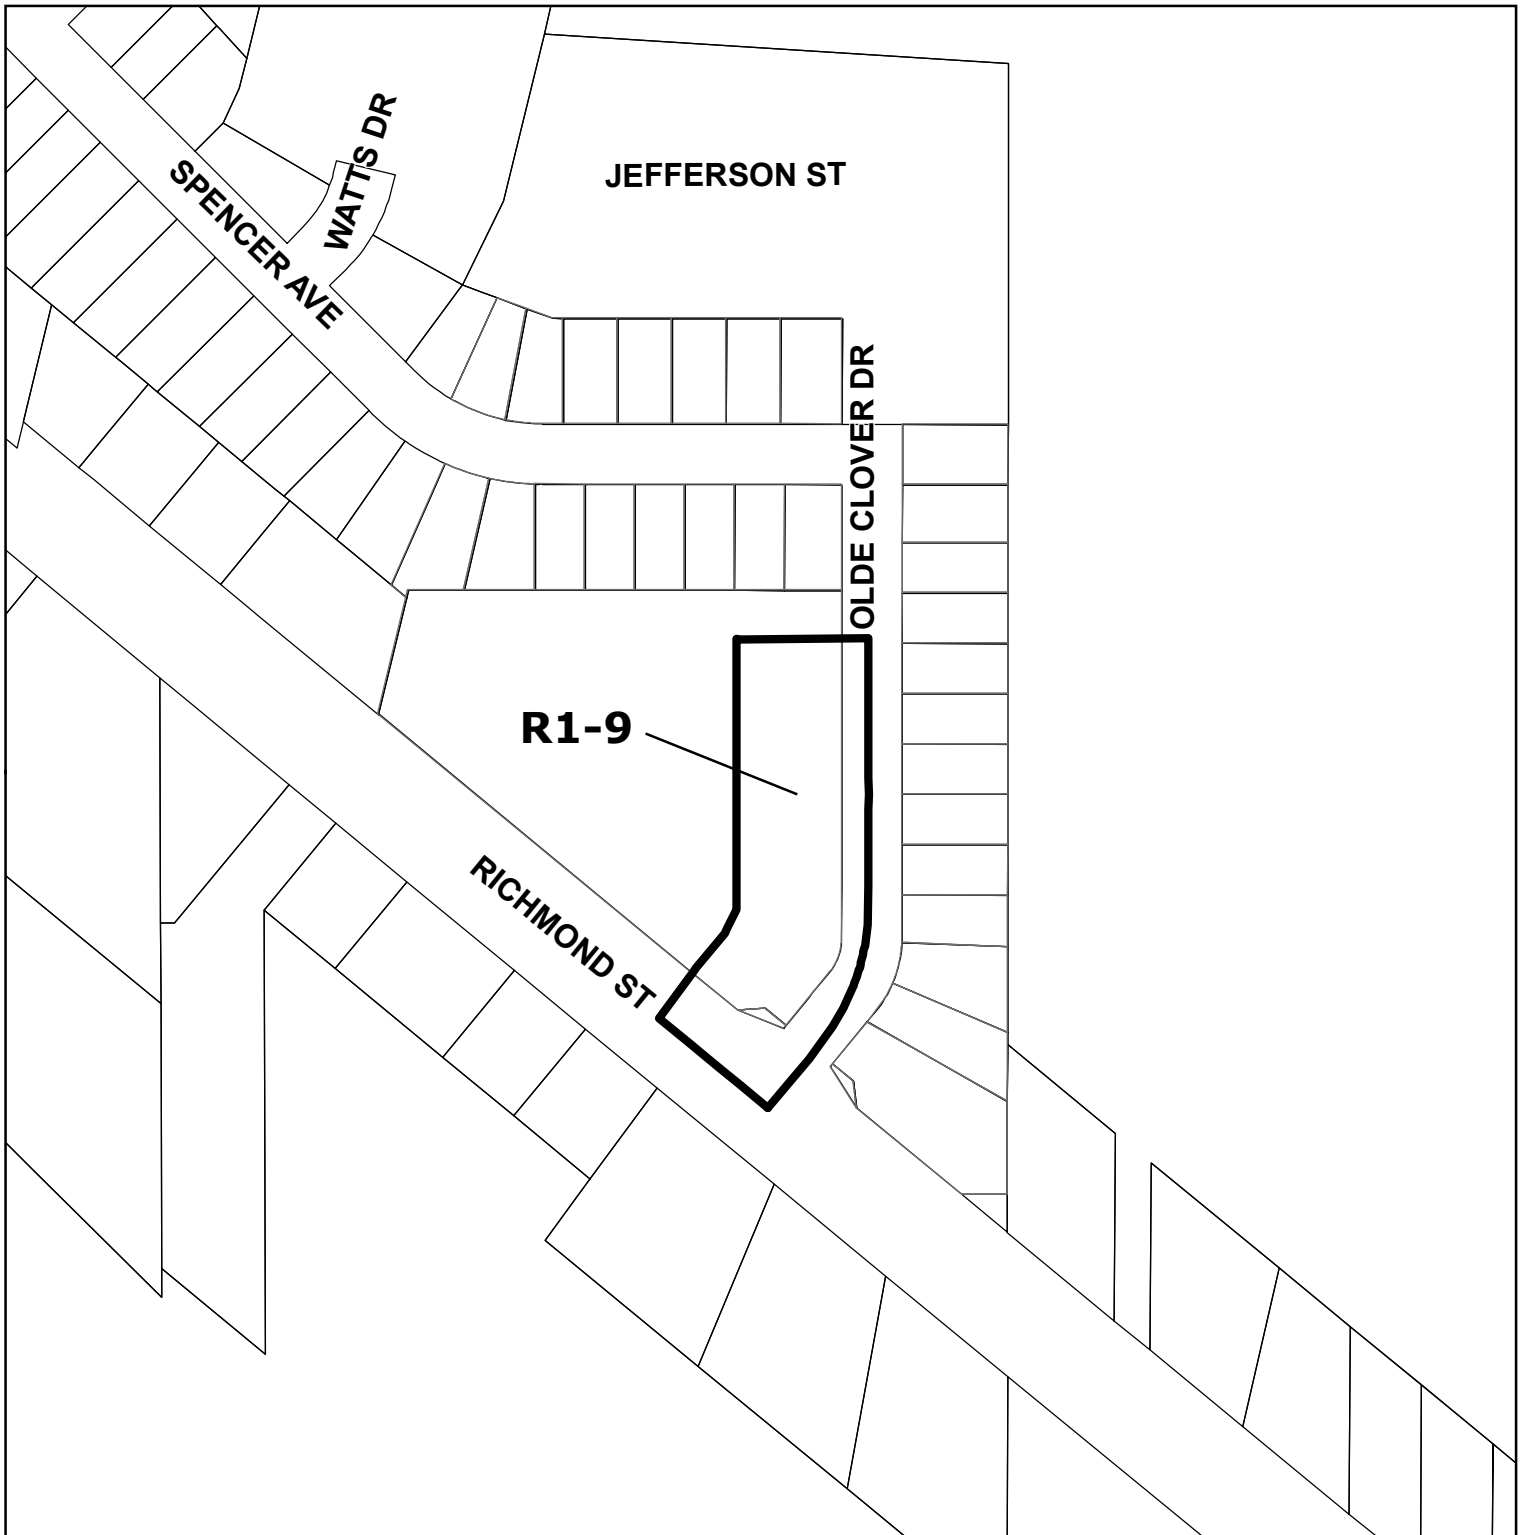 WATTS DR
JEFFERSON ST
SPENCER AVE
OLDE CLOVER DR
R1-9
RICHMOND ST